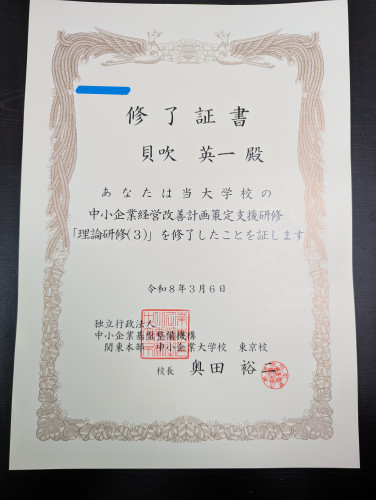 修了証書
貝吹 英一 殿
あなたは当大学校の
中小企業経営改善計画策定支援研修
「理論研修(3)」を修了したことを証します
令和8年3月6日
独立行政法人
中小企業基盤整備機構
関東本部 中小企業大学校 東京校
校長 奥田 裕二